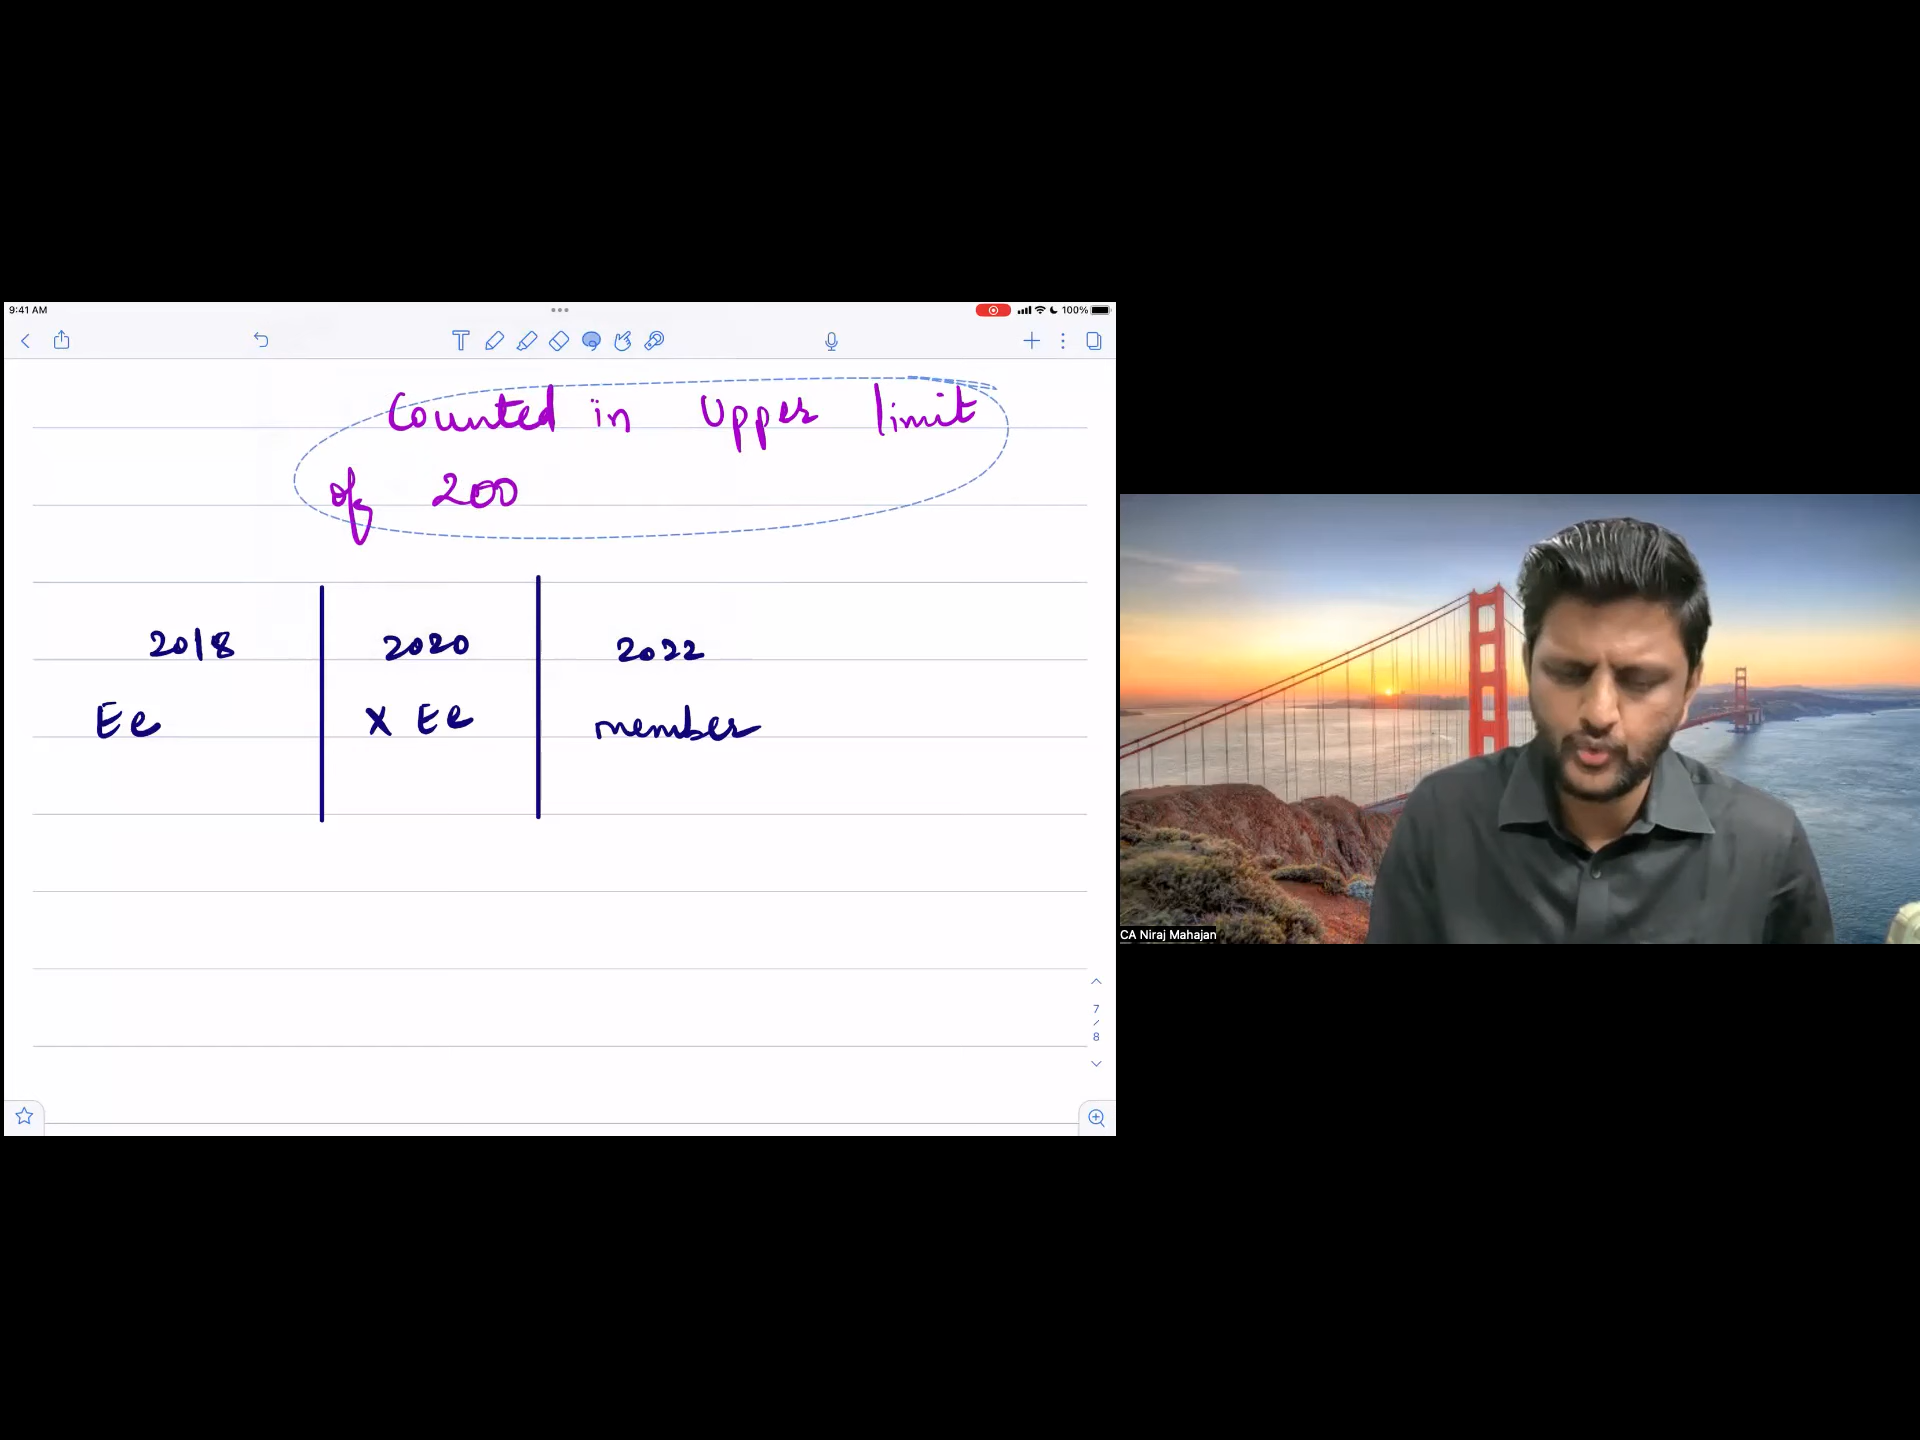 9:41 AM
100%
Counted in Upper limit
of 200
2018 2020 2022
Ee X Ee member
7
/
8
CA Niraj Mahajan